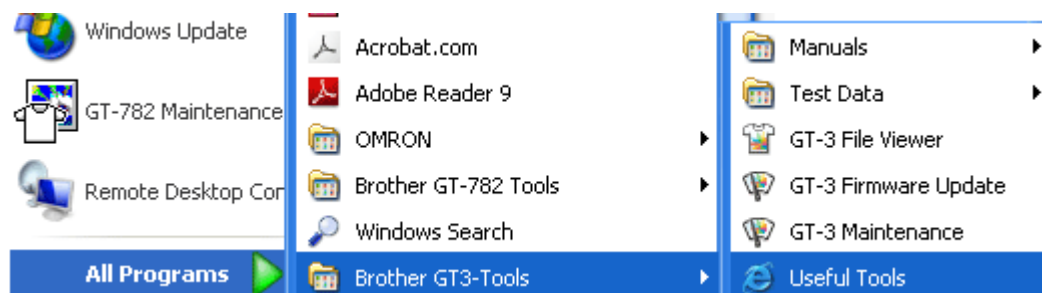 Windows Update
GT-782 Maintenance
Remote Desktop Con
All Programs
Acrobat.com
Adobe Reader 9
OMRON
Brother GT-782 Tools
Windows Search
Brother GT3-Tools
Manuals
Test Data
GT-3 File Viewer
GT-3 Firmware Update
GT-3 Maintenance
Useful Tools